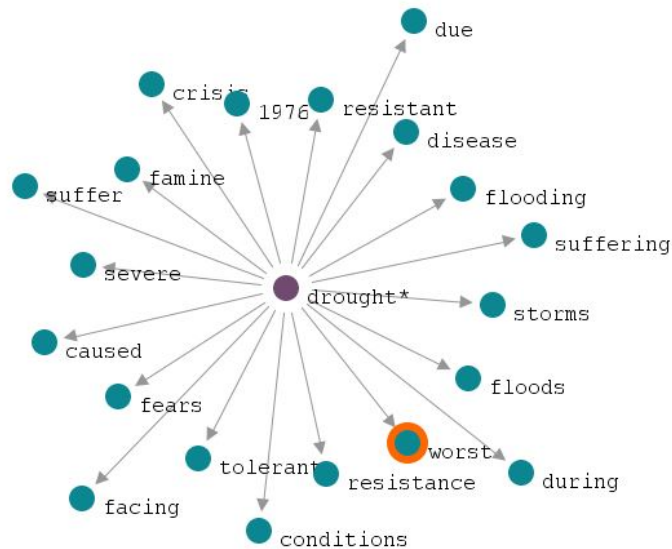 due
crisis
1976
resistant
disease
famine
suffer
flooding
suffering
severe
drought*
storms
caused
floods
fears
worst
tolerant
resistance
during
facing
conditions